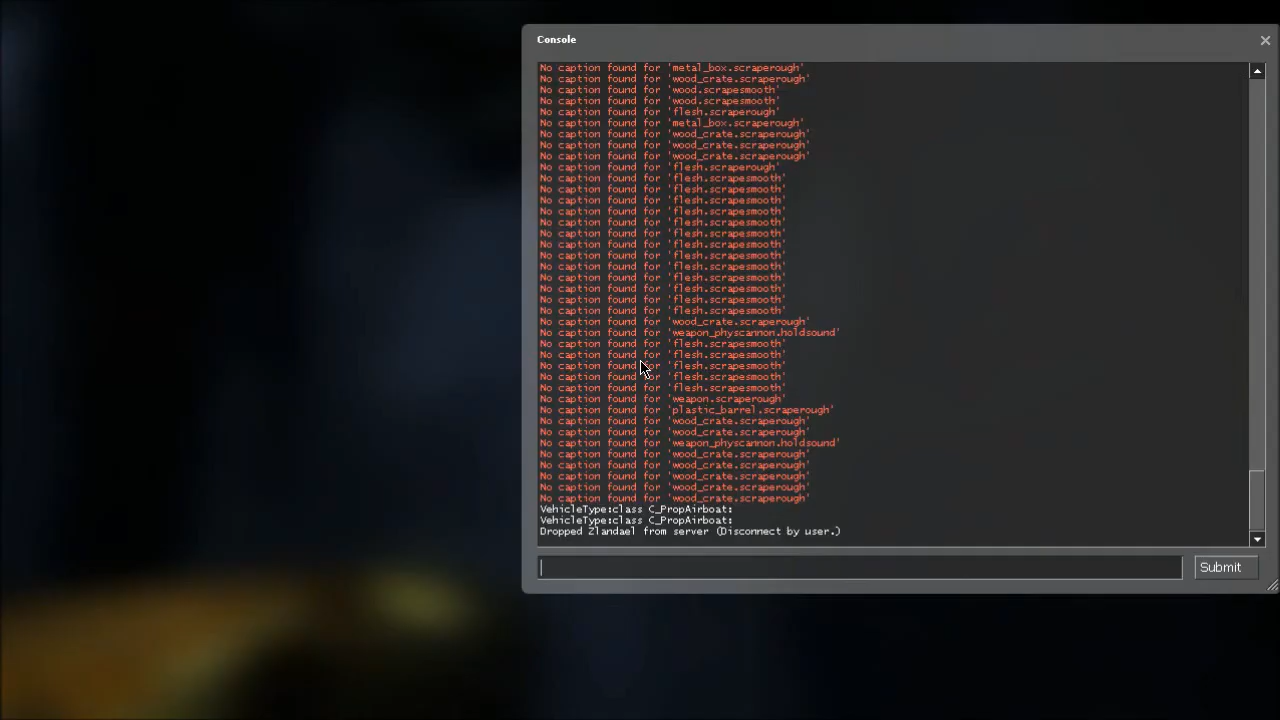 Console
No caption found for 'metal_box.scraperough'
No caption found for 'wood_crate.scraperough'
No caption found for 'wood.scrapesmooth'
No caption found for 'wood.scrapesmooth'
No caption found for 'flesh.scraperough'
No caption found for 'metal_box.scraperough'
No caption found for 'wood_crate.scraperough'
No caption found for 'wood_crate.scraperough'
No caption found for 'wood_crate.scraperough'
No caption found for 'flesh.scraperough'
No caption found for 'flesh.scrapesmooth'
No caption found for 'flesh.scrapesmooth'
No caption found for 'flesh.scrapesmooth'
No caption found for 'flesh.scrapesmooth'
No caption found for 'flesh.scrapesmooth'
No caption found for 'flesh.scrapesmooth'
No caption found for 'flesh.scrapesmooth'
No caption found for 'flesh.scrapesmooth'
No caption found for 'flesh.scrapesmooth'
No caption found for 'flesh.scrapesmooth'
No caption found for 'flesh.scrapesmooth'
No caption found for 'flesh.scrapesmooth'
No caption found for 'flesh.scrapesmooth'
No caption found for 'wood_crate.scraperough'
No caption found for 'weapon_physcannon.holdsound'
No caption found for 'flesh.scrapesmooth'
No caption found for 'flesh.scrapesmooth'
No caption found for 'flesh.scrapesmooth'
No caption found for 'flesh.scrapesmooth'
No caption found for 'flesh.scrapesmooth'
No caption found for 'weapon.scraperough'
No caption found for 'plastic_barrel.scraperough'
No caption found for 'wood_crate.scraperough'
No caption found for 'wood_crate.scraperough'
No caption found for 'weapon_physcannon.holdsound'
No caption found for 'wood_crate.scraperough'
No caption found for 'wood_crate.scraperough'
No caption found for 'wood_crate.scraperough'
No caption found for 'wood_crate.scraperough'
No caption found for 'wood_crate.scraperough'
VehicleType:class C_PropAirboat:
VehicleType:class C_PropAirboat:
Dropped Zlandael from server (Disconnect by user.)
Submit